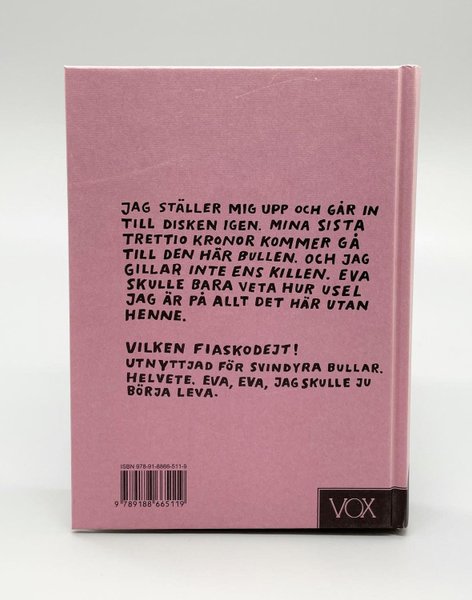 JAG STÄLLER MIG UPP OCH GÅR IN
TILL DISKEN IGEN. MINA SISTA
TRETTIO KRONOR KOMMER GÅ
TILL DEN HÄR BULLEN. OCH JAG
GILLAR INTE ENS KILLEN. EVA
SKULLE BARA VETA HUR USEL
JAG ÄR PÅ ALLT DET HÄR UTAN
HENNE.
VILKEN FIASKODEJT!
UTNYTTJAD FÖR SVINDYRA BULLAR.
HELVETE. EVA, EVA, JAG SKULLE JU
BÖRJA LEVA.
ISBN 978-91-8866-511-9
9 789188 665119
VOX